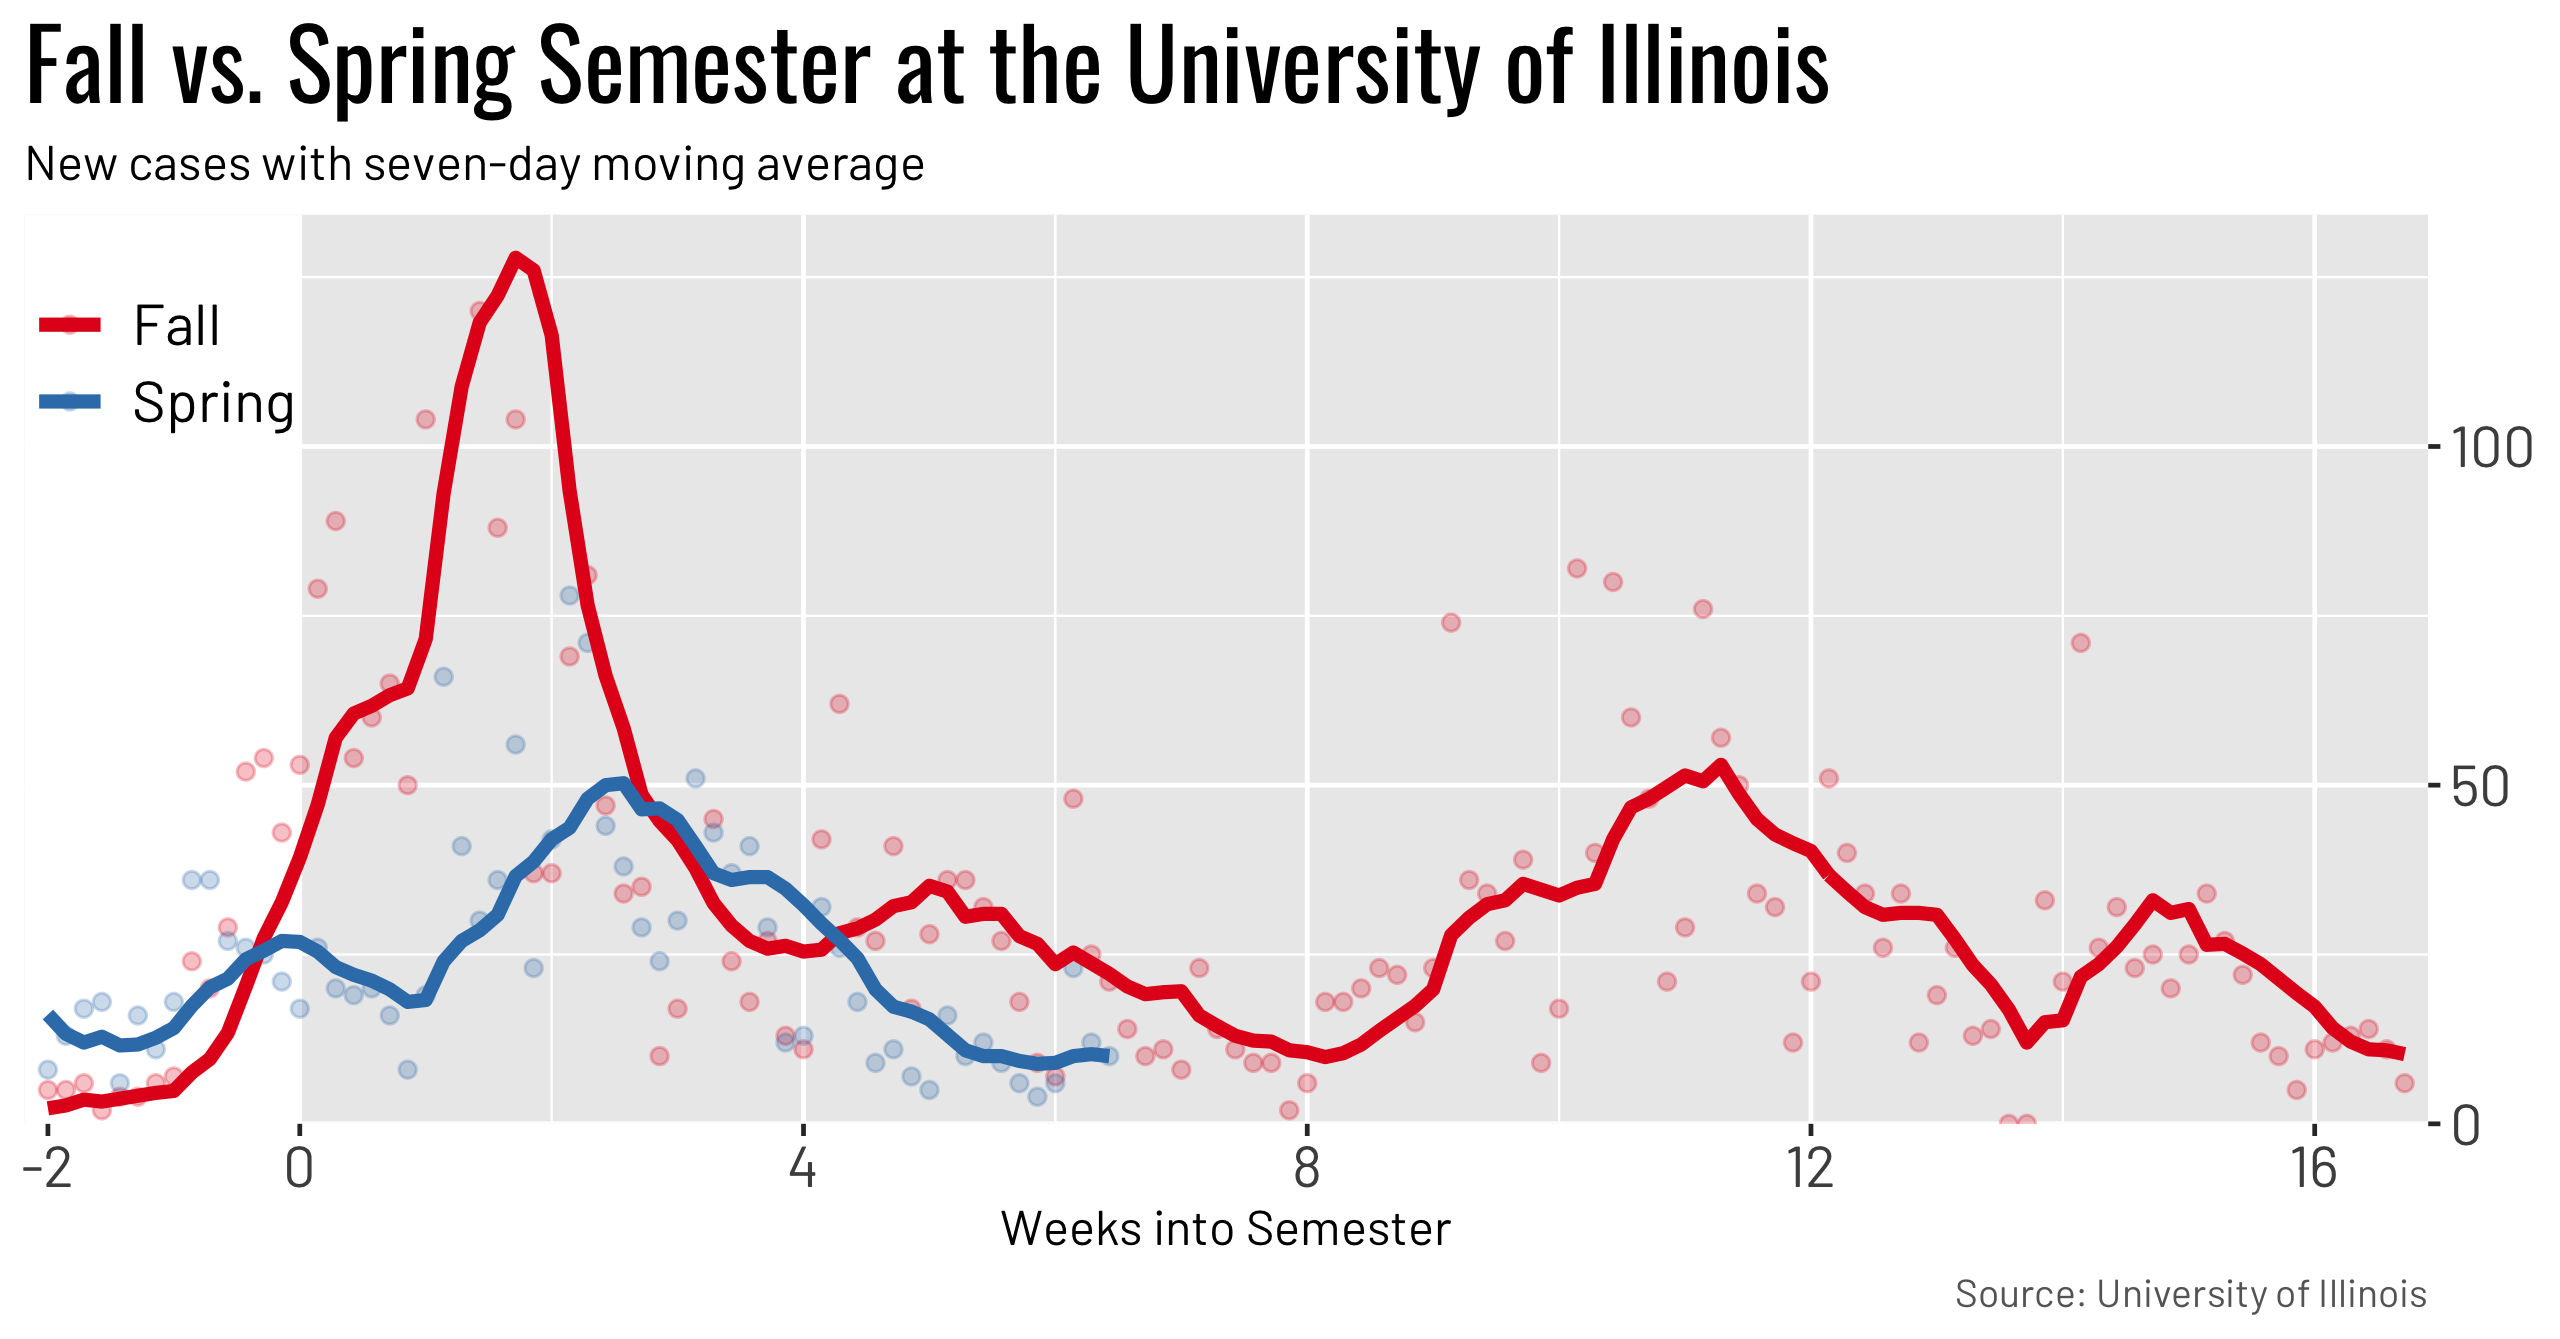 Fall vs. Spring Semester at the University of Illinois
New cases with seven-day moving average
Fall
Spring
100
50
0
-2 0 4 8 12 16
Weeks into Semester
Source: University of Illinois